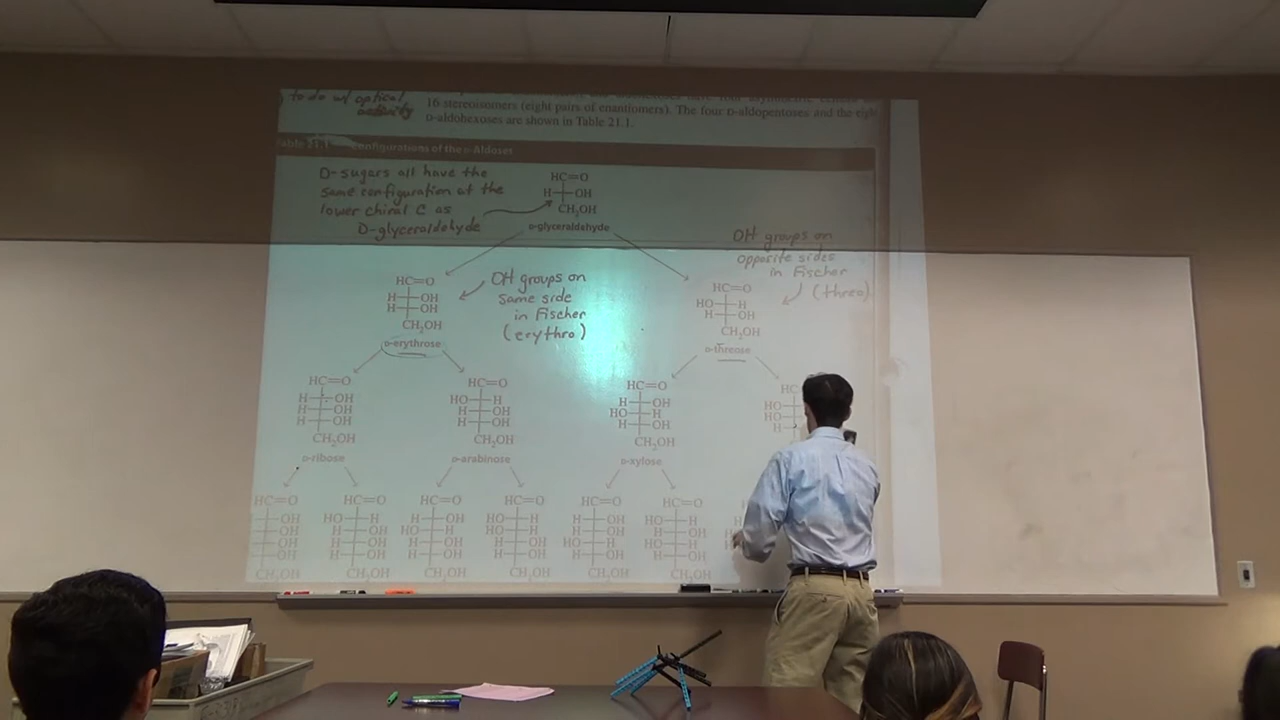 to do w/ optical
activity
16 stereoisomers (eight pairs of enantiomers). The four D-aldopentoses and the eight
D-aldohexoses are shown in Table 21.1.
Table 21.1 Configurations of the D-Aldoses
D-sugars all have the
same configuration at the
lower chiral C as
D-glyceraldehyde
HC=O
H OH
CH2OH
D-glyceraldehyde
OH groups on
same side
in Fischer
(erythro)
OH groups on
opposite sides
in Fischer
(threo)
HC=O
H OH
H OH
CH2OH
D-erythrose
HC=O
HO H
H OH
CH2OH
D-threose
HC=O
H OH
H OH
H OH
CH2OH
D-ribose
HC=O
HO H
H OH
H OH
CH2OH
D-arabinose
HC=O
H OH
HO H
H OH
CH2OH
D-xylose
HC
HO
HO
H
HC=O
OH
OH
OH
OH
CH2OH
HC=O
HO H
H OH
H OH
H OH
CH2OH
HC=O
H OH
HO H
H OH
H OH
CH2OH
HC=O
HO H
HO H
H OH
H OH
CH2OH
HC=O
H OH
H OH
HO H
H OH
CH2OH
HC=O
HO H
H OH
HO H
H OH
CH2OH